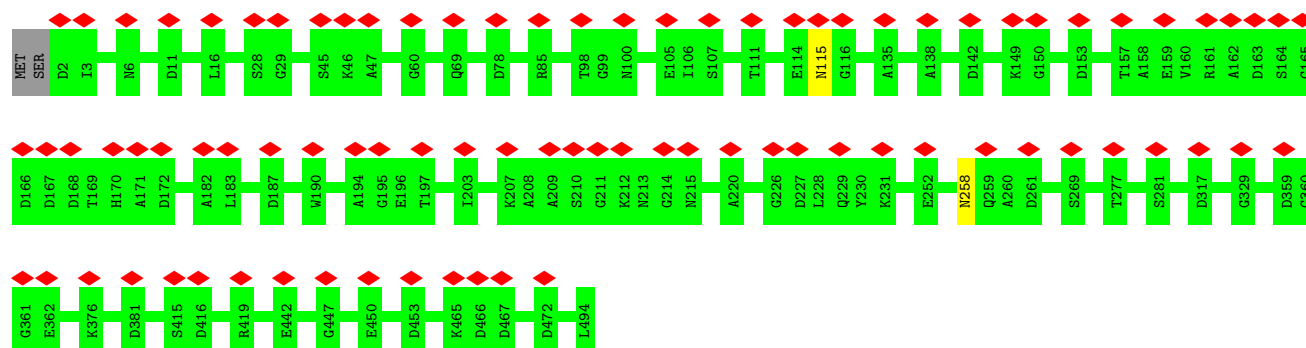 MET SER D2 I3 N6 D11 L16 S28 G29 S45 K46 A47 G60 Q69 D78 R85 T98 G99 N100 E105 I106 S107 T111 E114 N115 G116 A135 A138 D142 K149 G150 D153 T157 A158 E159 V160 R161 A162 D163 S164 G165
D166 D167 D168 T169 H170 A171 D172 A182 L183 D187 W190 A194 G195 E196 T197 I203 K207 A208 A209 S210 G211 K212 N213 G214 N215 A220 G226 D227 L228 Q229 Y230 K231 E252 N258 Q259 A260 D261 S269 T277 S281 D317 G329 D359 G360
G361 E362 K376 D381 S415 D416 R419 E442 G447 E450 D453 K465 D466 D467 D472 L494